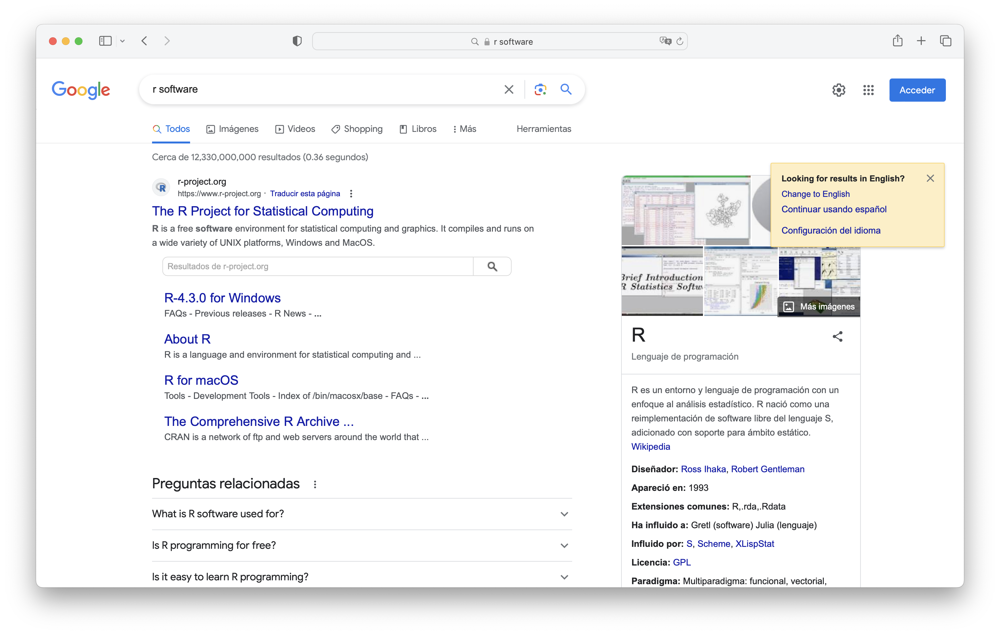 r software
Google
r software
Acceder
Todos
Imágenes
Videos
Shopping
Libros
Más
Herramientas
Cerca de 12,330,000,000 resultados (0.36 segundos)
r-project.org
https://www.r-project.org · Traducir esta página
The R Project for Statistical Computing
R is a free software environment for statistical computing and graphics. It compiles and runs on
a wide variety of UNIX platforms, Windows and MacOS.
Resultados de r-project.org
R-4.3.0 for Windows
FAQs - Previous releases - R News - ...
About R
R is a language and environment for statistical computing and ...
R for macOS
Tools - Development Tools - Index of /bin/macosx/base - FAQs - ...
The Comprehensive R Archive ...
CRAN is a network of ftp and web servers around the world that ...
Preguntas relacionadas
What is R software used for?
Is R programming for free?
Is it easy to learn R programming?
Looking for results in English?
Change to English
Continuar usando español
Configuración del idioma
Brief Introduction
R Statistics Softw
Más imágenes
R
Lenguaje de programación
R es un entorno y lenguaje de programación con un
enfoque al análisis estadístico. R nació como una
reimplementación de software libre del lenguaje S,
adicionado con soporte para ámbito estático.
Wikipedia
Diseñador: Ross Ihaka, Robert Gentleman
Apareció en: 1993
Extensiones comunes: R,.rda,.Rdata
Ha influido a: Gretl (software) Julia (lenguaje)
Influido por: S, Scheme, XLispStat
Licencia: GPL
Paradigma: Multiparadigma: funcional, vectorial,